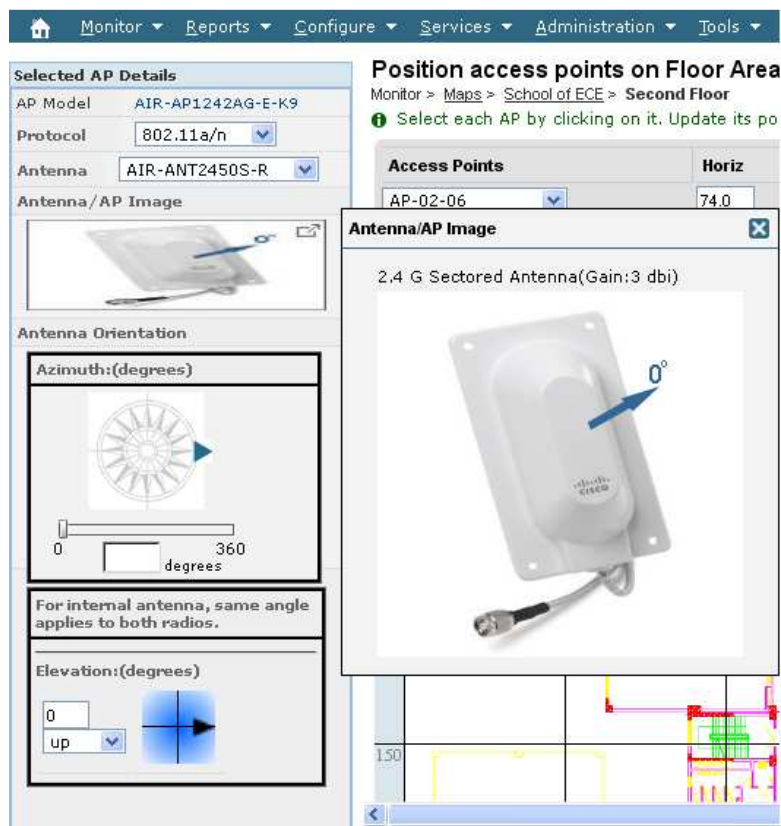 Monitor Reports Configure Services Administration Tools
Selected AP Details
AP Model AIR-AP1242AG-E-K9
Protocol 802.11a/n
Antenna AIR-ANT2450S-R
Antenna/AP Image
0°
Antenna Orientation
Azimuth:(degrees)
0 360
degrees
For internal antenna, same angle
applies to both radios.
Elevation:(degrees)
0
up
Position access points on Floor Area
Monitor > Maps > School of ECE > Second Floor
Select each AP by clicking on it. Update its po
Access Points Horiz
AP-02-06 74.0
Antenna/AP Image
2.4 G Sectored Antenna(Gain:3 dbi)
0°
CISCO
150